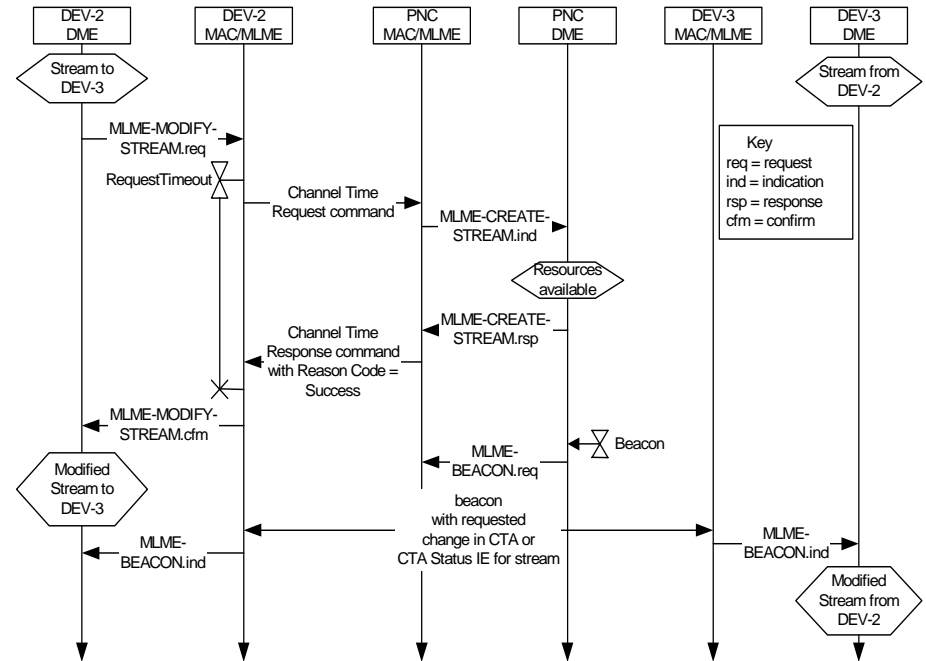 DEV-2
DME
DEV-2
MAC/MLME
PNC
MAC/MLME
PNC
DME
DEV-3
MAC/MLME
DEV-3
DME
Stream to
DEV-3
Stream from
DEV-2
MLME-MODIFY-
STREAM.req
Key
req = request
ind = indication
rsp = response
cfm = confirm
RequestTimeout
Channel Time
Request command
MLME-CREATE-
STREAM.ind
Resources
available
MLME-CREATE-
STREAM.rsp
Channel Time
Response command
with Reason Code =
Success
MLME-MODIFY-
STREAM.cfm
Beacon
MLME-
BEACON.req
Modified
Stream to
DEV-3
beacon
with requested
change in CTA or
CTA Status IE for stream
MLME-
BEACON.ind
MLME-
BEACON.ind
Modified
Stream from
DEV-2